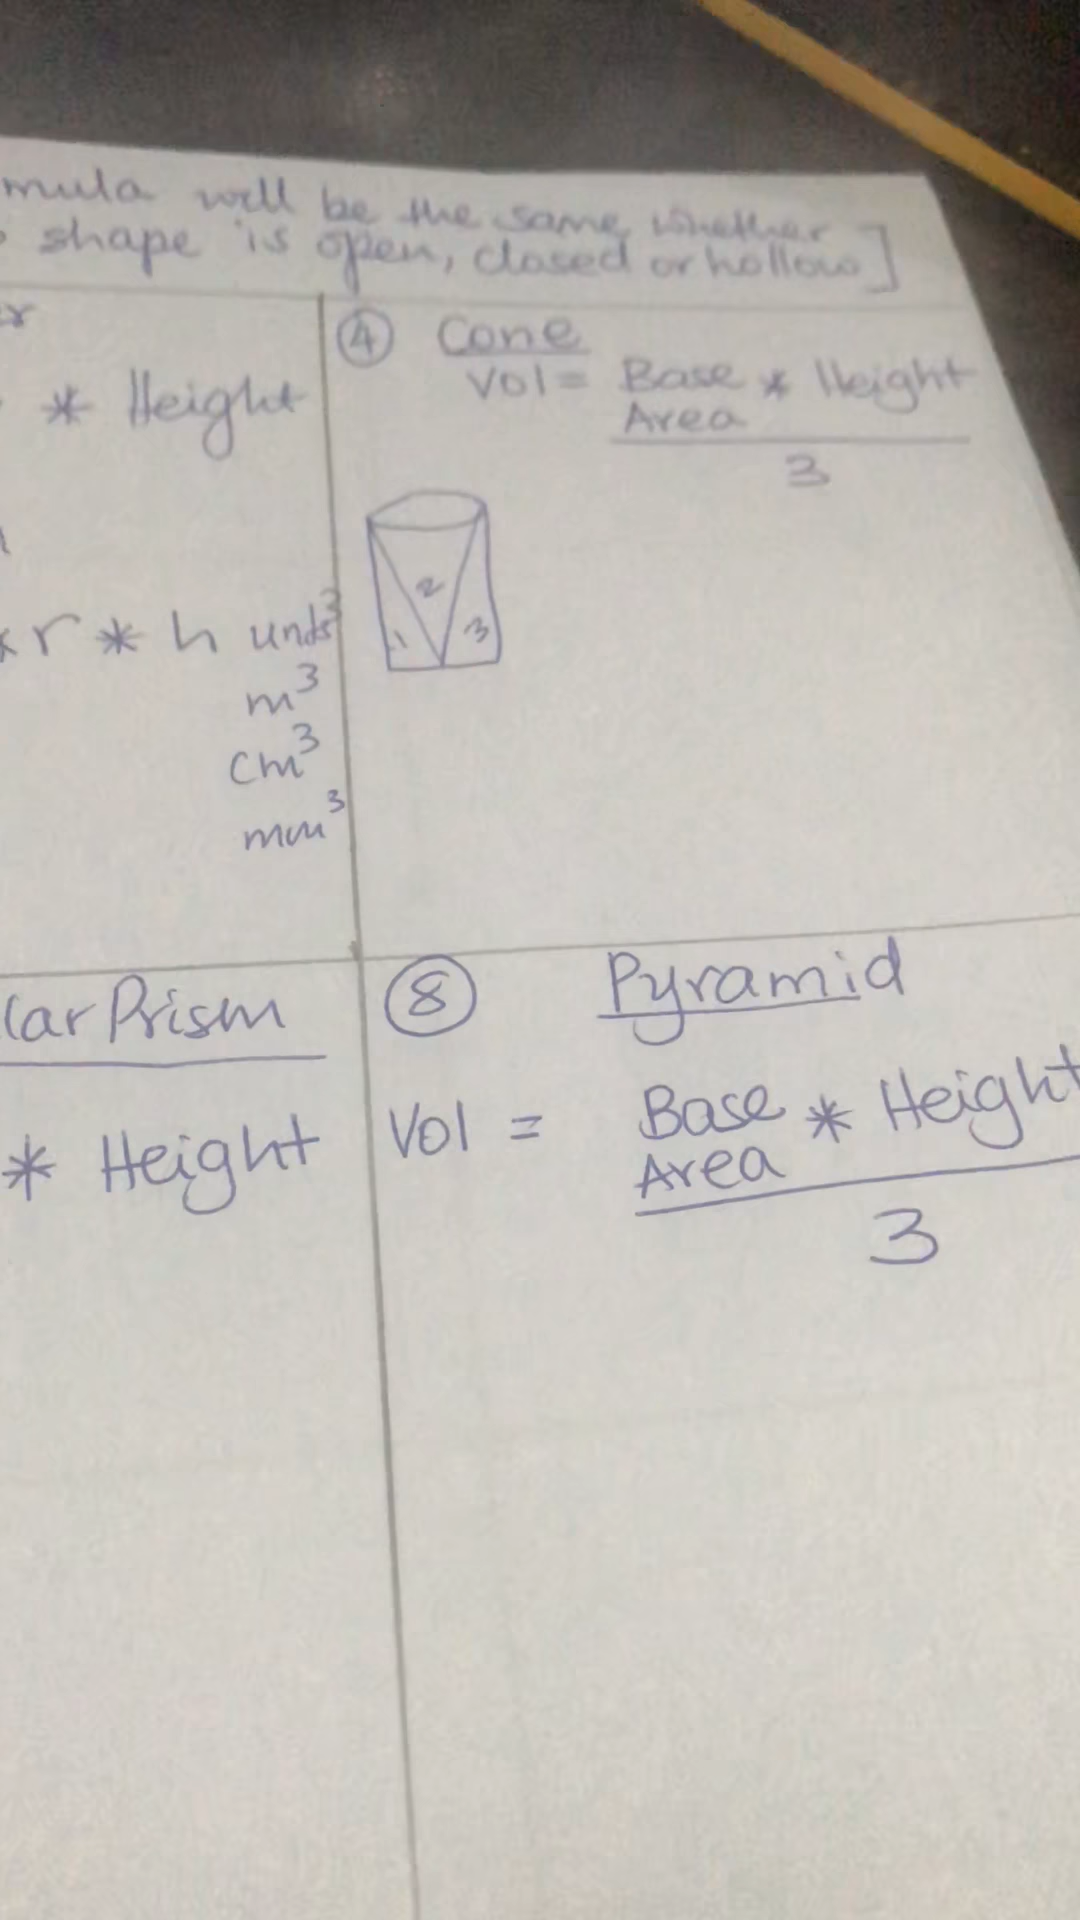 mula will be the same whether
shape is open, closed or hollow]
* Height
r * h units³
m³
cm³
mm³
④ Cone
Vol = Base Area * Height
3
2
1 3
lar Prism
* Height
⑧ Pyramid
Vol = Base Area * Height
3